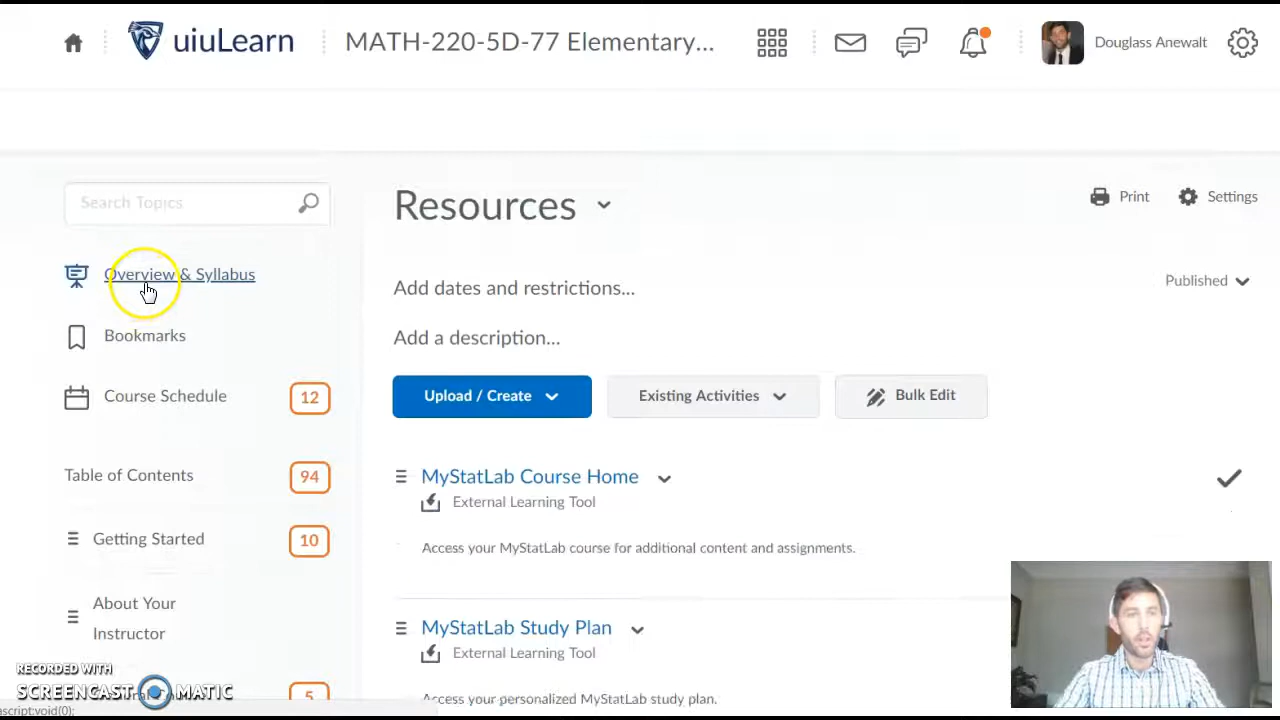 uiuLearn
MATH-220-5D-77 Elementary...
Douglass Anewalt
Search Topics
Overview & Syllabus
Bookmarks
Course Schedule 12
Table of Contents 94
Getting Started 10
About Your
Instructor
5
Resources
Print
Settings
Add dates and restrictions...
Published
Add a description...
Upload / Create
Existing Activities
Bulk Edit
MyStatLab Course Home
External Learning Tool
Access your MyStatLab course for additional content and assignments.
MyStatLab Study Plan
External Learning Tool
Access your personalized MyStatLab study plan.
RECORDED WITH
SCREENCAST MATIC
ascript:void(0);